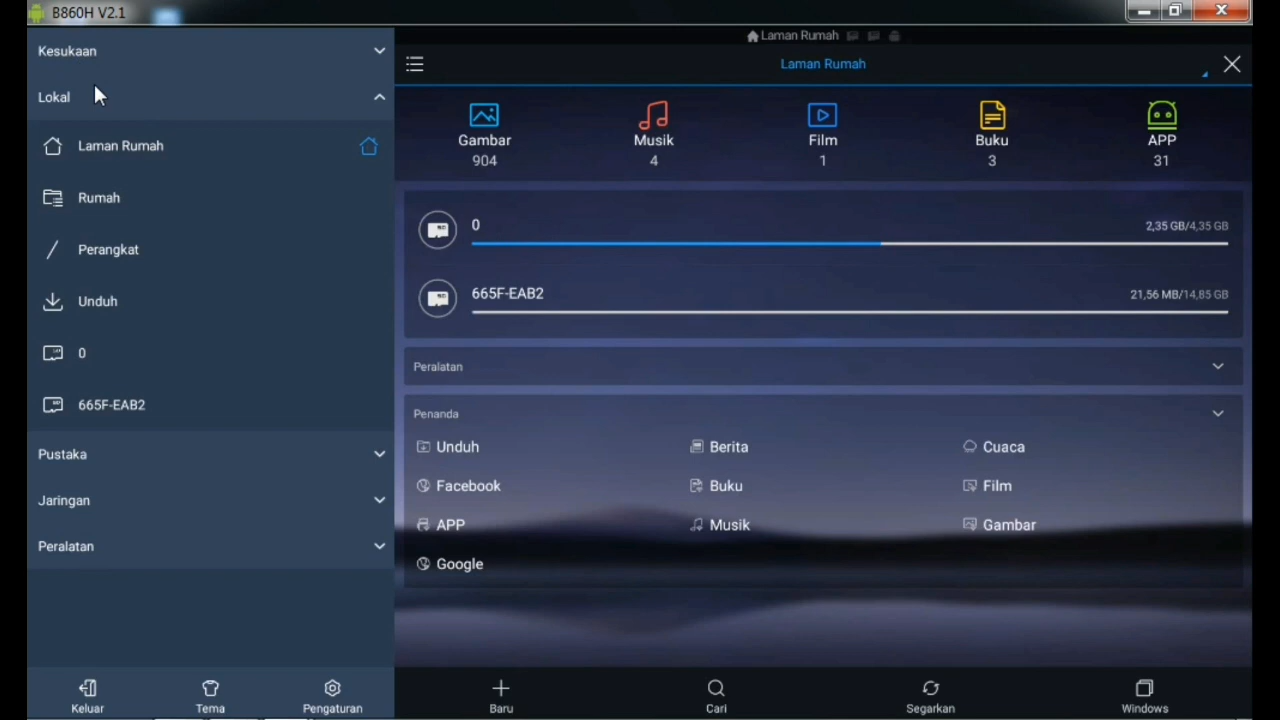 B860H V2.1
Kesukaan
Lokal
Laman Rumah
Rumah
Perangkat
Unduh
0
665F-EAB2
Pustaka
Jaringan
Peralatan
Keluar
Tema
Pengaturan
Laman Rumah
Laman Rumah
Gambar
904
Musik
4
Film
1
Buku
3
APP
31
0
2,35 GB/4,35 GB
665F-EAB2
21,56 MB/14,85 GB
Peralatan
Penanda
Unduh
Berita
Cuaca
Facebook
Buku
Film
APP
Musik
Gambar
Google
Baru
Cari
Segarkan
Windows